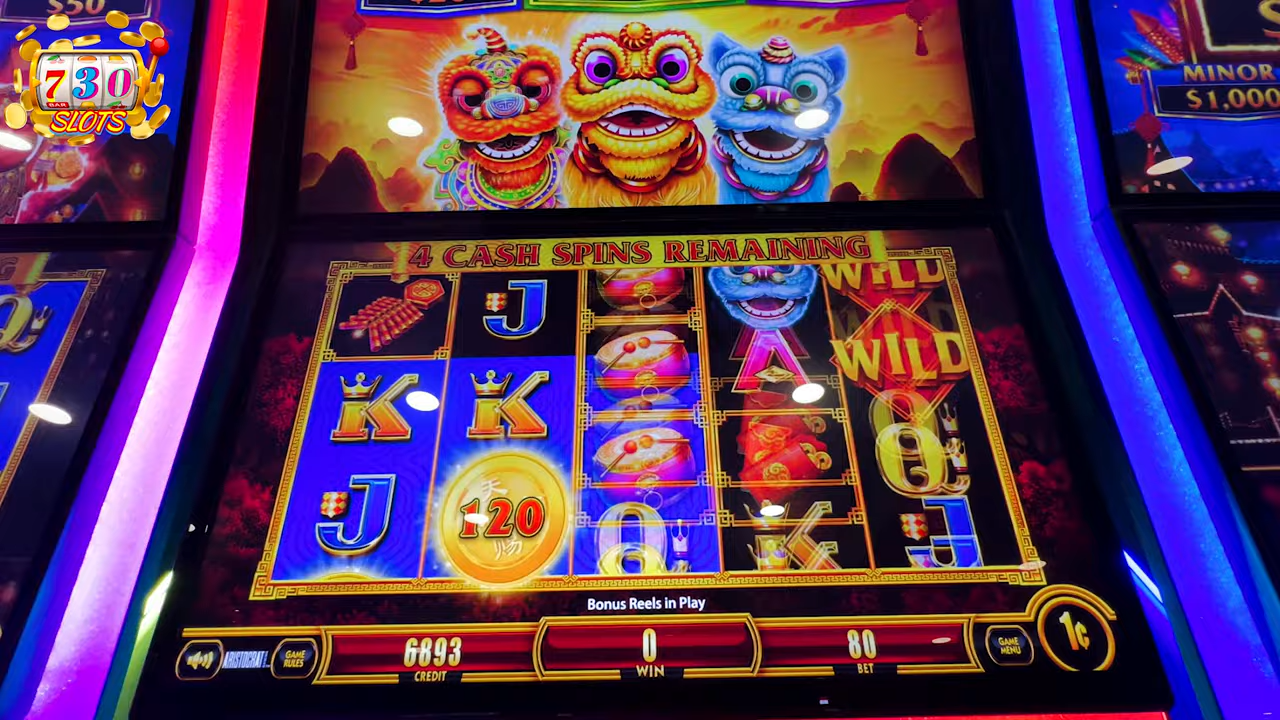 $50
730
BAR
SLOTS
MINOR
$1,000
4 CASH SPINS REMAINING
J
WILD
K
K
A
WILD
Q
J
120
Q
K
J
Bonus Reels in Play
ARISTOCRAT
GAME RULES
6893
CREDIT
0
WIN
80
BET
GAME MENU
1¢